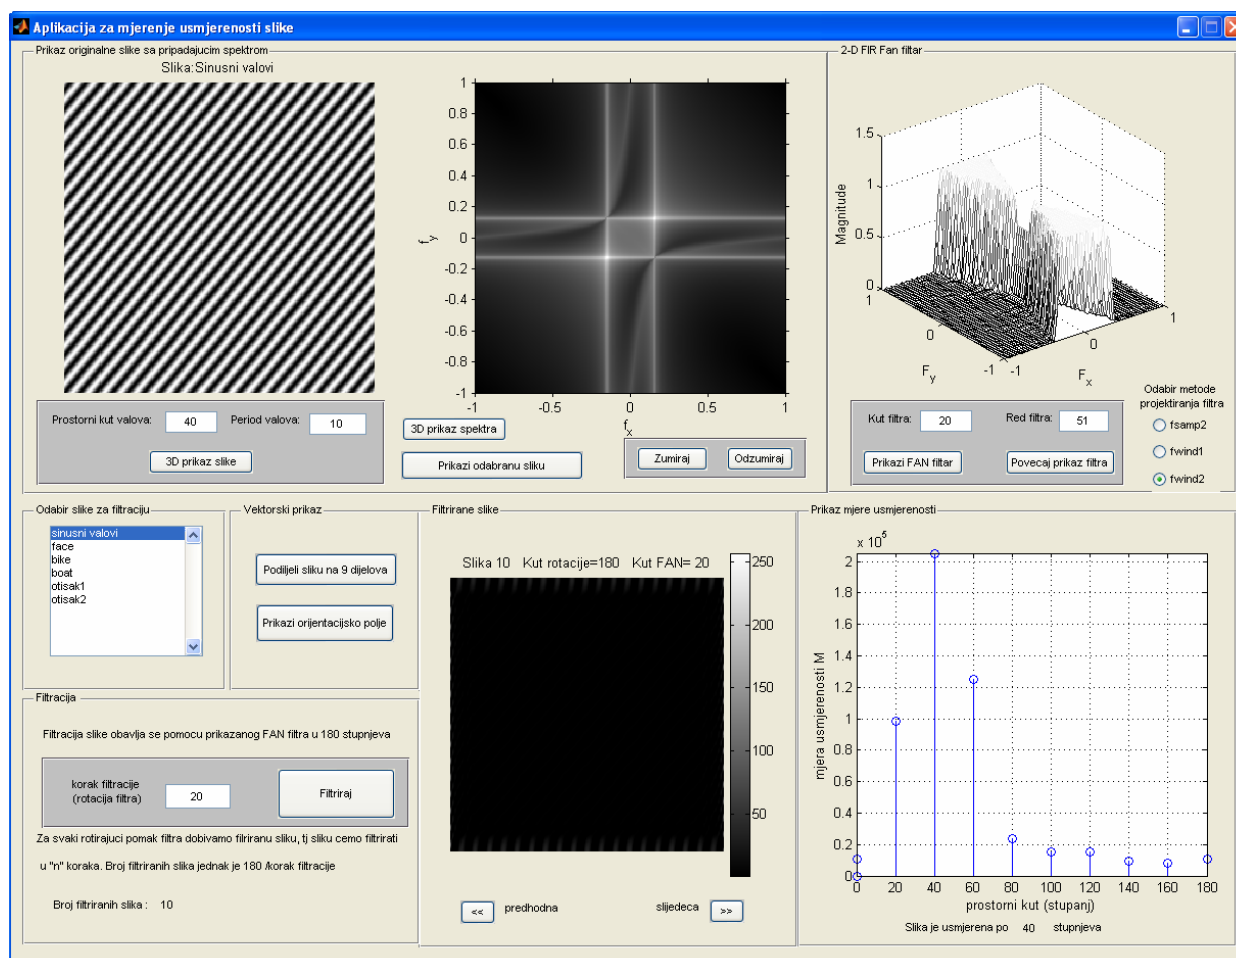 Aplikacija za mjerenje usmjerenosti slike
Prikaz originalne slike sa pripadajucim spektrom
Slika:Sinusni valovi
1
0.8
0.6
0.4
0.2
0
-0.2
-0.4
-0.6
-0.8
-1
f_y
-1 -0.5 0 0.5 1
f_x
Prostorni kut valova: 40 Period valova: 10
3D prikaz slike
3D prikaz spektra
Prikazi odabranu sliku
Zumiraj Odzumiraj
2-D FIR Fan filtar
1.5
1
0.5
0
Magnitude
1
0
-1
F_y
-1
0
1
F_x
Kut filtra: 20 Red filtra: 51
Prikazi FAN filtar Povecaj prikaz filtra
Odabir metode
projektiranja filtra
fsamp2
fwind1
fwind2
Odabir slike za filtraciju
sinusni valovi
face
bike
boat
otisak1
otisak2
Vektorski prikaz
Podijeli sliku na 9 dijelova
Prikazi orijentacijsko polje
Filtracija
Filtracija slike obavlja se pomocu prikazanog FAN filtra u 180 stupnjeva
korak filtracije
(rotacija filtra)
20
Filtriraj
Za svaki rotirajuci pomak filtra dobivamo filriranu sliku, tj sliku cemo filtrirati
u "n" koraka. Broj filtriranih slika jednak je 180 /korak filtracije
Broj filtriranih slika : 10
Filtrirane slike
Slika 10 Kut rotacije=180 Kut FAN= 20
250
200
150
100
50
<< predhodna slijedeca >>
Prikaz mjere usmjerenosti
x 10^5
2
1.8
1.6
1.4
1.2
1
0.8
0.6
0.4
0.2
0
mjera usmjerenosti M
0 20 40 60 80 100 120 140 160 180
prostorni kut (stupanj)
Slika je usmjerena po 40 stupnjeva